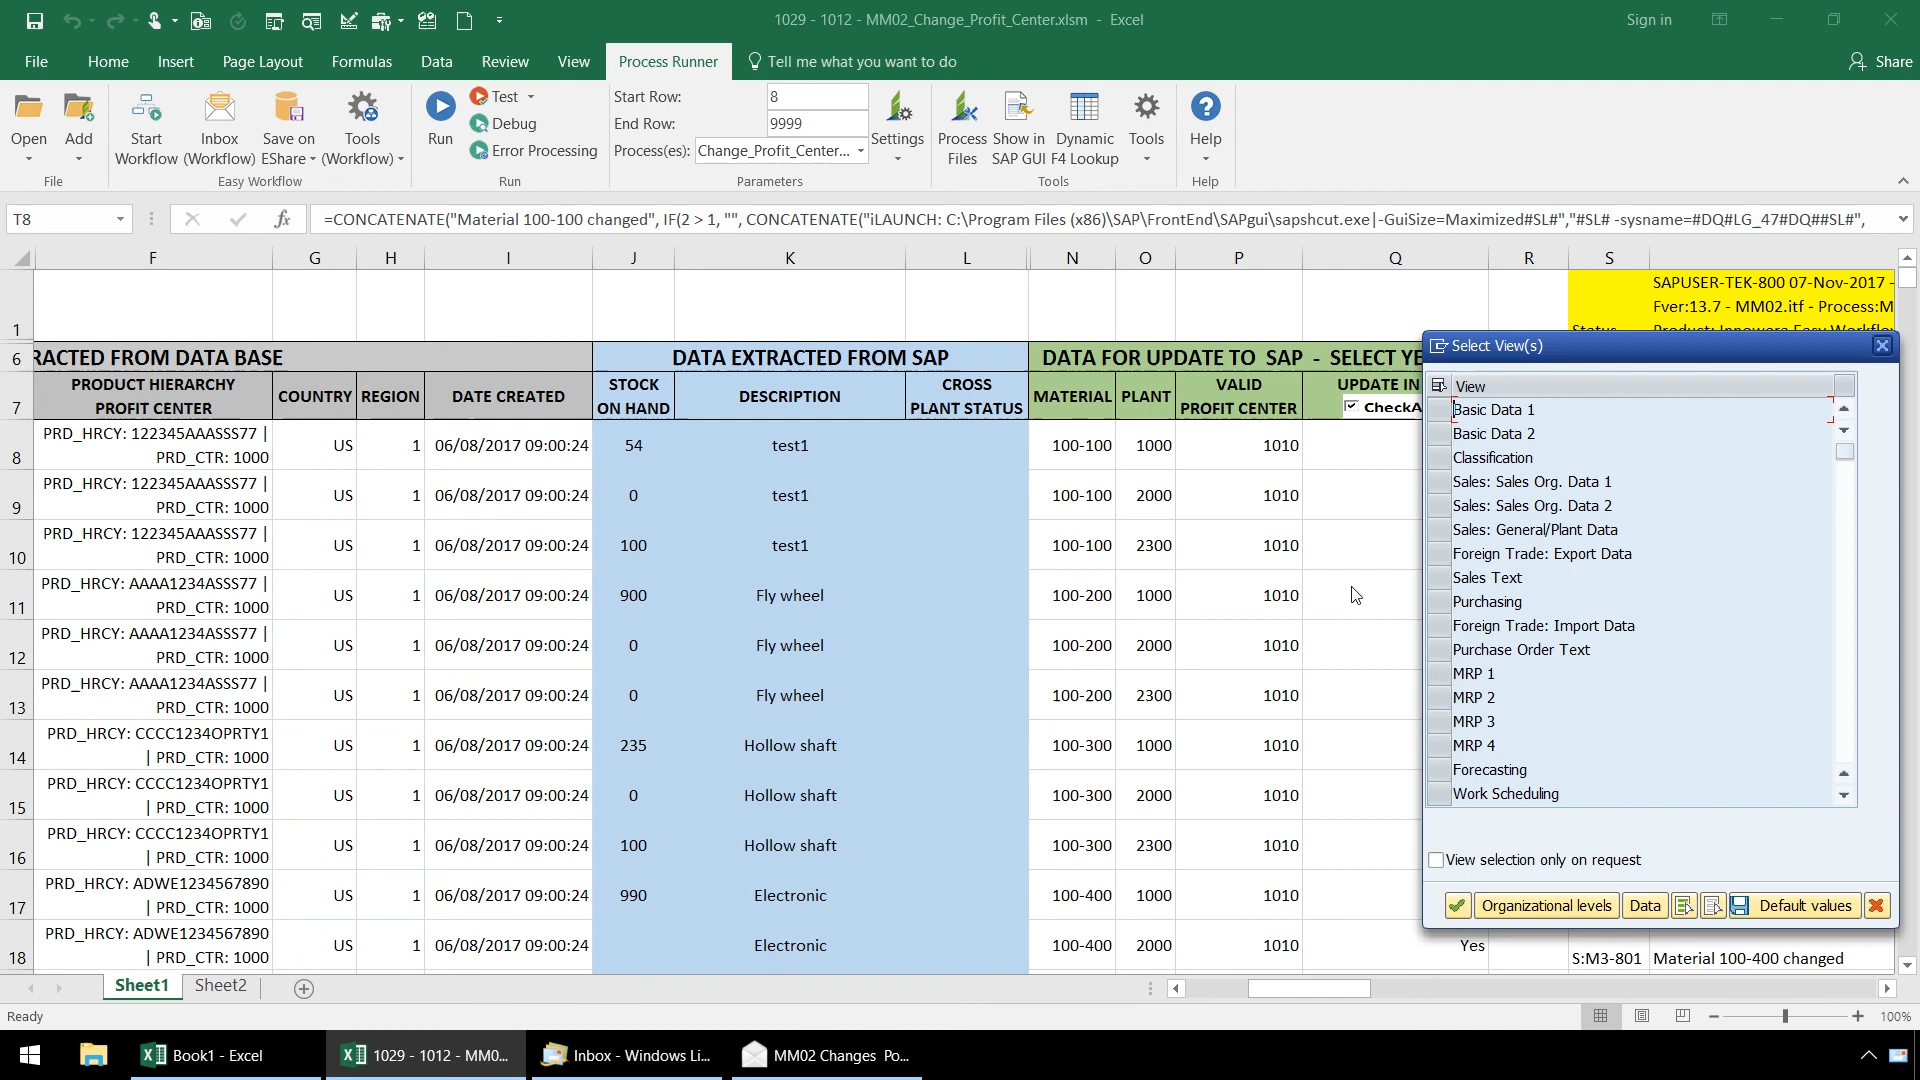 1029 - 1012 - MM02_Change_Profit_Center.xlsm - Excel
Sign in
File Home Insert Page Layout Formulas Data Review View Process Runner Tell me what you want to do Share
Open
Add
File
Start
Workflow
Inbox
(Workflow)
Save on
EShare
Tools
(Workflow)
Easy Workflow
Run
Test
Debug
Error Processing
Run
Start Row: 8
End Row: 9999
Process(es): Change_Profit_Center...
Parameters
Settings
Process
Files
Show in
SAP GUI
Dynamic
F4 Lookup
Tools
Tools
Help
Help
T8 fx =CONCATENATE("Material 100-100 changed", IF(2 > 1, "", CONCATENATE("iLAUNCH: C:\Program Files (x86)\SAP\FrontEnd\SAPgui\sapshcut.exe|-GuiSize=Maximized#SL#","#SL# -sysname=#DQ#LG_47#DQ##SL#",
F G H I J K L N O P Q R S
1
SAPUSER-TEK-800 07-Nov-2017 -
Fver:13.7 - MM02.itf - Process:M
6 RACTED FROM DATA BASE DATA EXTRACTED FROM SAP DATA FOR UPDATE TO SAP - SELECT YE
7
PRODUCT HIERARCHY
PROFIT CENTER
COUNTRY
REGION
DATE CREATED
STOCK
ON HAND
DESCRIPTION
CROSS
PLANT STATUS
MATERIAL
PLANT
VALID
PROFIT CENTER
UPDATE IN
CheckA
8 PRD_HRCY: 122345AAASSS77 |
PRD_CTR: 1000 US 1 06/08/2017 09:00:24 54 test1 100-100 1000 1010
9 PRD_HRCY: 122345AAASSS77 |
PRD_CTR: 1000 US 1 06/08/2017 09:00:24 0 test1 100-100 2000 1010
10 PRD_HRCY: 122345AAASSS77 |
PRD_CTR: 1000 US 1 06/08/2017 09:00:24 100 test1 100-100 2300 1010
11 PRD_HRCY: AAAA1234ASSS77 |
PRD_CTR: 1000 US 1 06/08/2017 09:00:24 900 Fly wheel 100-200 1000 1010
12 PRD_HRCY: AAAA1234ASSS77 |
PRD_CTR: 1000 US 1 06/08/2017 09:00:24 0 Fly wheel 100-200 2000 1010
13 PRD_HRCY: AAAA1234ASSS77 |
PRD_CTR: 1000 US 1 06/08/2017 09:00:24 0 Fly wheel 100-200 2300 1010
14 PRD_HRCY: CCCC1234OPRTY1
| PRD_CTR: 1000 US 1 06/08/2017 09:00:24 235 Hollow shaft 100-300 1000 1010
15 PRD_HRCY: CCCC1234OPRTY1
| PRD_CTR: 1000 US 1 06/08/2017 09:00:24 0 Hollow shaft 100-300 2000 1010
16 PRD_HRCY: CCCC1234OPRTY1
| PRD_CTR: 1000 US 1 06/08/2017 09:00:24 100 Hollow shaft 100-300 2300 1010
17 PRD_HRCY: ADWE1234567890
| PRD_CTR: 1000 US 1 06/08/2017 09:00:24 990 Electronic 100-400 1000 1010
18 PRD_HRCY: ADWE1234567890
| PRD_CTR: 1000 US 1 06/08/2017 09:00:24 Electronic 100-400 2000 1010 Yes S:M3-801 Material 100-400 changed
Select View(s)
View
Basic Data 1
Basic Data 2
Classification
Sales: Sales Org. Data 1
Sales: Sales Org. Data 2
Sales: General/Plant Data
Foreign Trade: Export Data
Sales Text
Purchasing
Foreign Trade: Import Data
Purchase Order Text
MRP 1
MRP 2
MRP 3
MRP 4
Forecasting
Work Scheduling
View selection only on request
Organizational levels Data Default values
Sheet1 Sheet2
Ready 100%
Book1 - Excel 1029 - 1012 - MM0... Inbox - Windows Li... MM02 Changes Po...